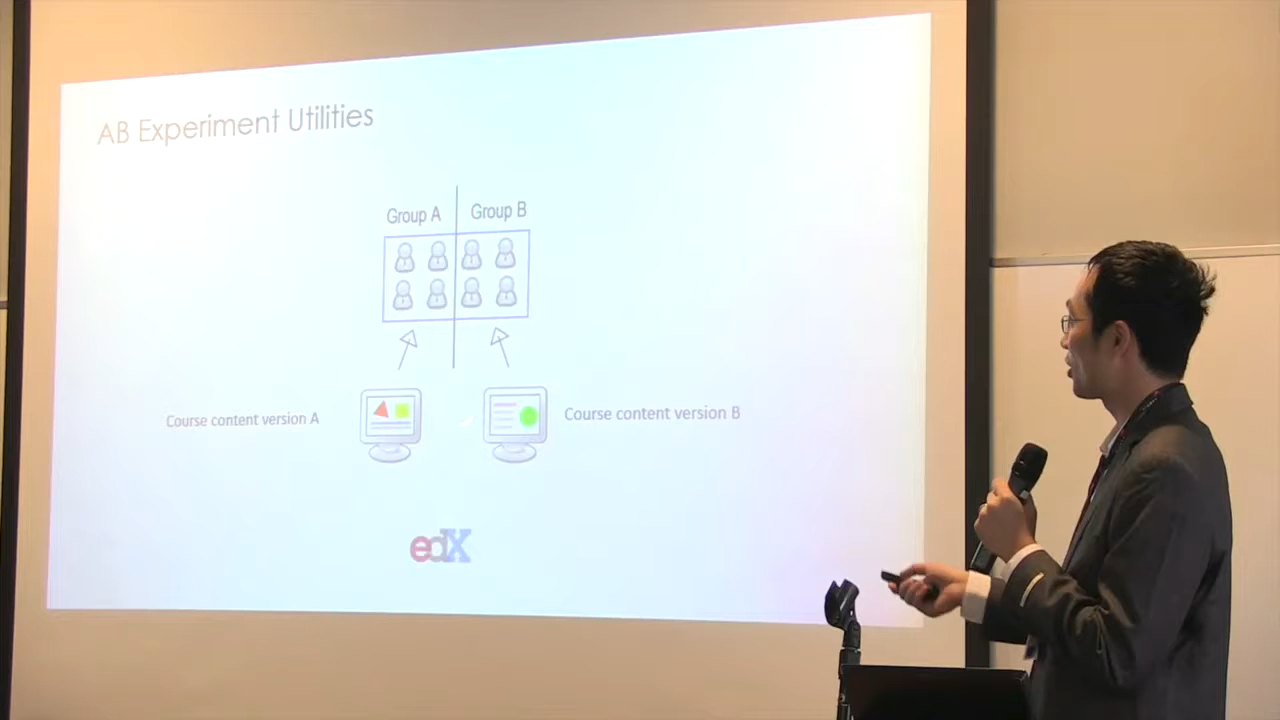 AB Experiment Utilities
Group A
Group B
Course content version A
Course content version B
edX